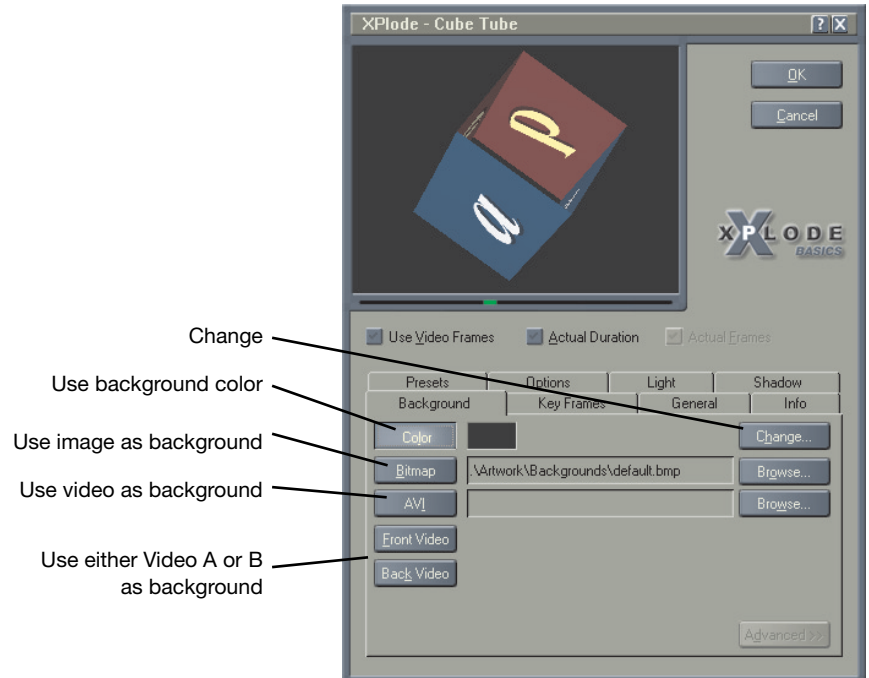 XPlode - Cube Tube
?
X
OK
Cancel
p
a
XPLODE
BASICS
Use Video Frames
Actual Duration
Actual Frames
Presets
Options
Light
Shadow
Background
Key Frames
General
Info
Color
Change...
Bitmap
.\Artwork\Backgrounds\default.bmp
Browse...
AVI
Browse...
Front Video
Back Video
Advanced >>
Change
Use background color
Use image as background
Use video as background
Use either Video A or B
as background